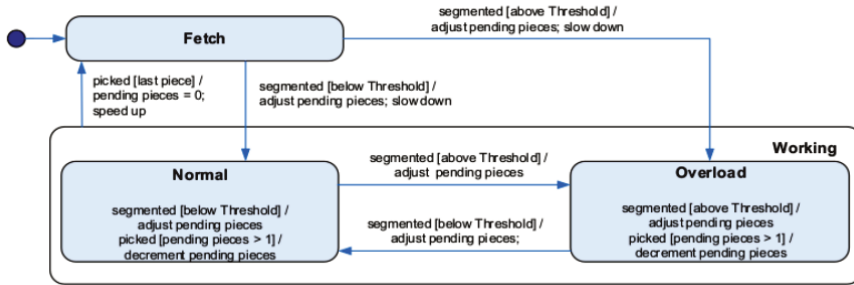 segmented [above Threshold] /
adjust pending pieces; slow down
Fetch
picked [last piece] /
pending pieces = 0;
speed up
segmented [below Threshold] /
adjust pending pieces; slow down
Working
Normal
segmented [below Threshold] /
adjust pending pieces
picked [pending pieces > 1] /
decrement pending pieces
segmented [above Threshold] /
adjust pending pieces
segmented [below Threshold] /
adjust pending pieces;
Overload
segmented [above Threshold] /
adjust pending pieces
picked [pending pieces > 1] /
decrement pending pieces